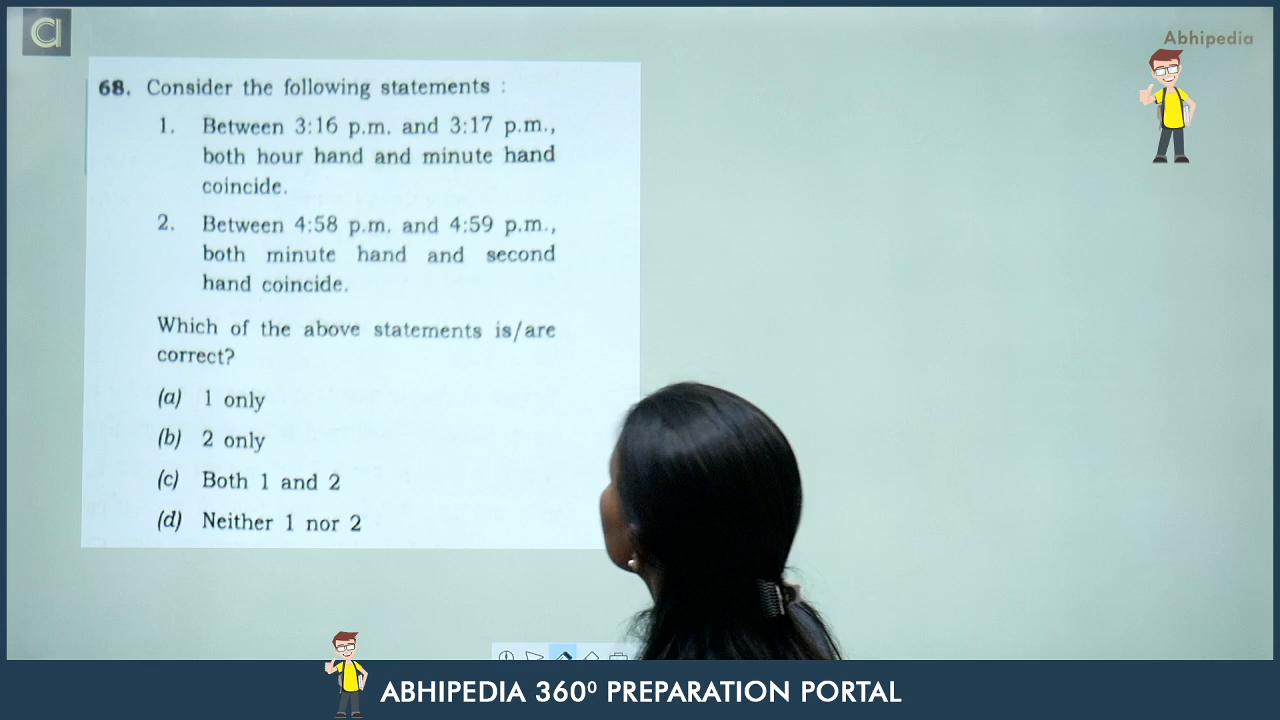 a
Abhipedia
68. Consider the following statements :
1. Between 3:16 p.m. and 3:17 p.m.,
both hour hand and minute hand
coincide.
2. Between 4:58 p.m. and 4:59 p.m.,
both minute hand and second
hand coincide.
Which of the above statements is/are
correct?
(a) 1 only
(b) 2 only
(c) Both 1 and 2
(d) Neither 1 nor 2
ABHIPEDIA 360⁰ PREPARATION PORTAL